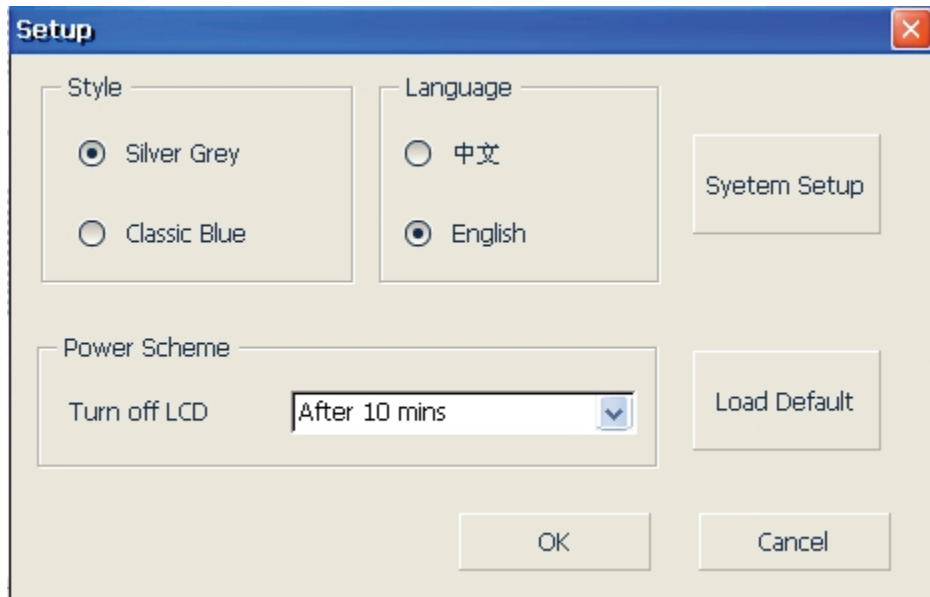 Setup
Style
Silver Grey
Classic Blue
Language
中文
English
Syetem Setup
Power Scheme
Turn off LCD
After 10 mins
Load Default
OK
Cancel